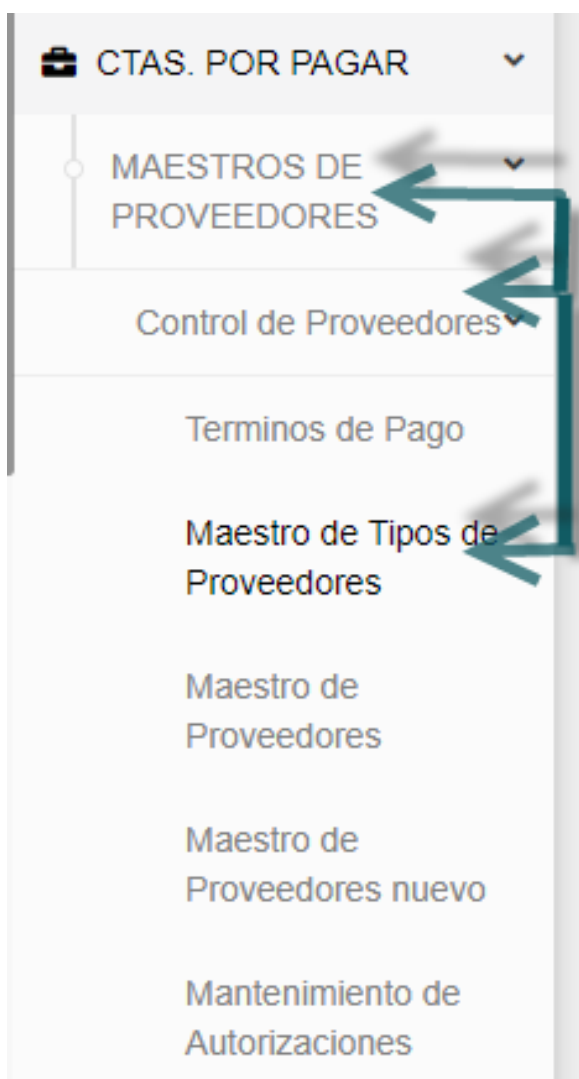 CTAS. POR PAGAR
MAESTROS DE
PROVEEDORES
Control de Proveedores
Terminos de Pago
Maestro de Tipos de
Proveedores
Maestro de
Proveedores
Maestro de
Proveedores nuevo
Mantenimiento de
Autorizaciones